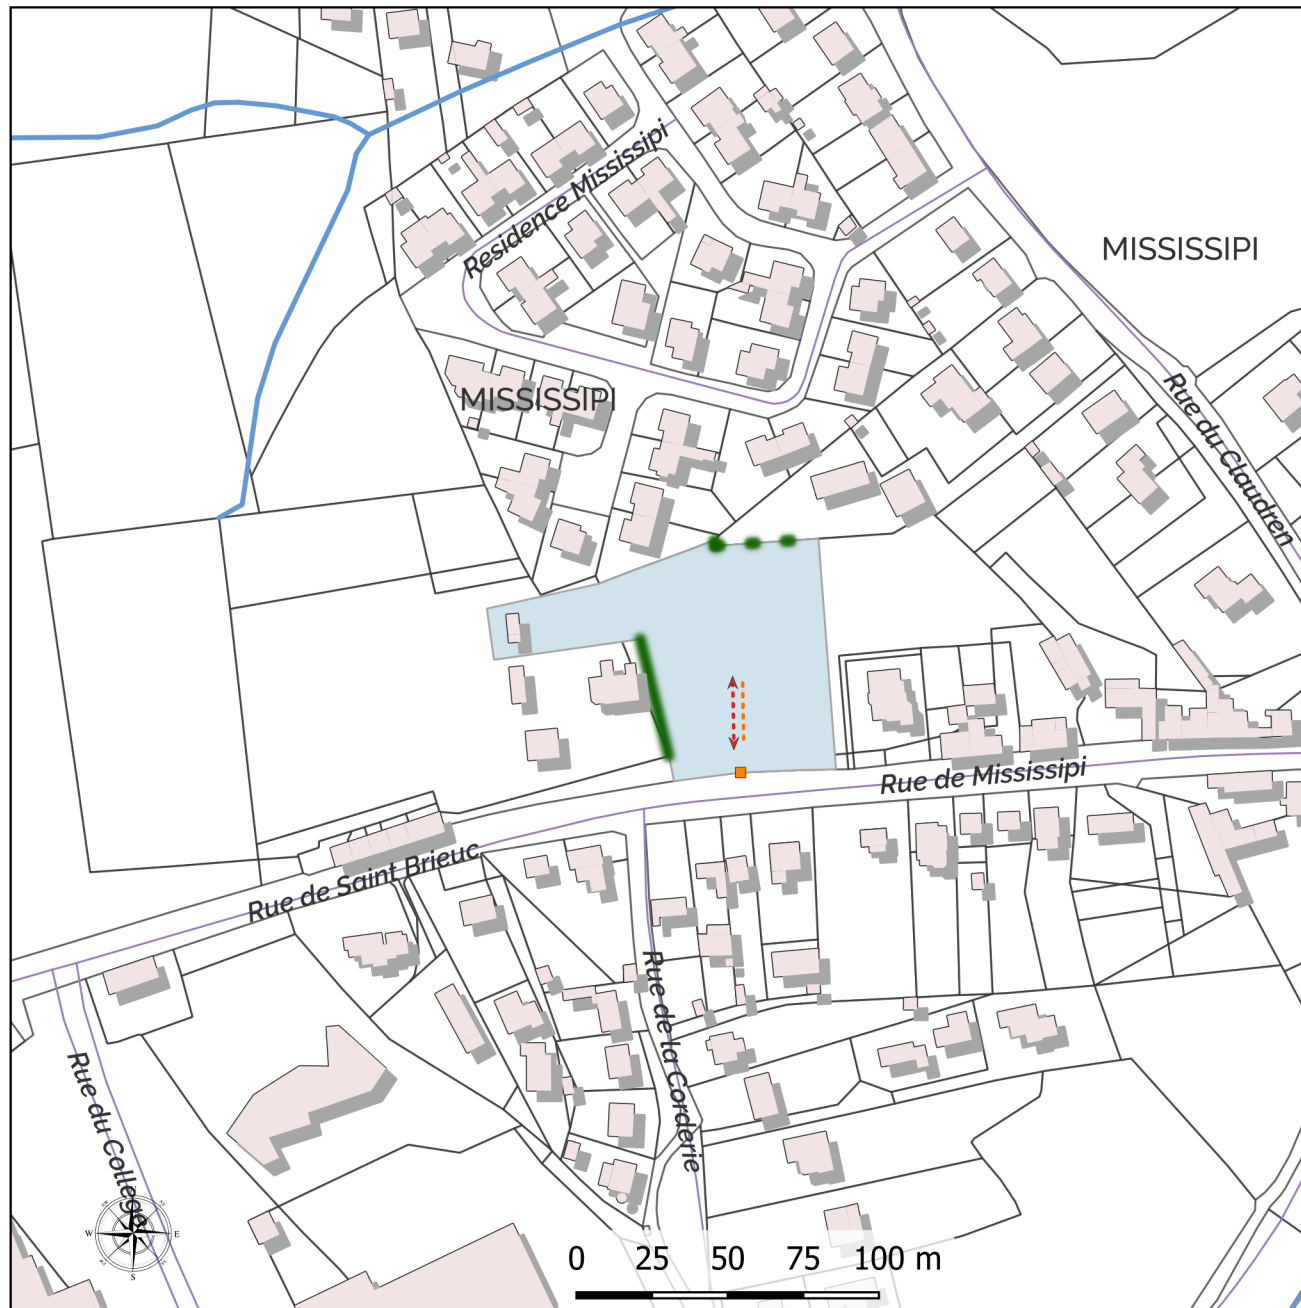 Residence Mississipi
MISSISSIPI
MISSISSIPI
Rue du Claudren
Rue de Mississipi
Rue de Saint Brieuc
Rue de la Corderie
Rue du College
N
W
E
S
0 25 50 75 100 m